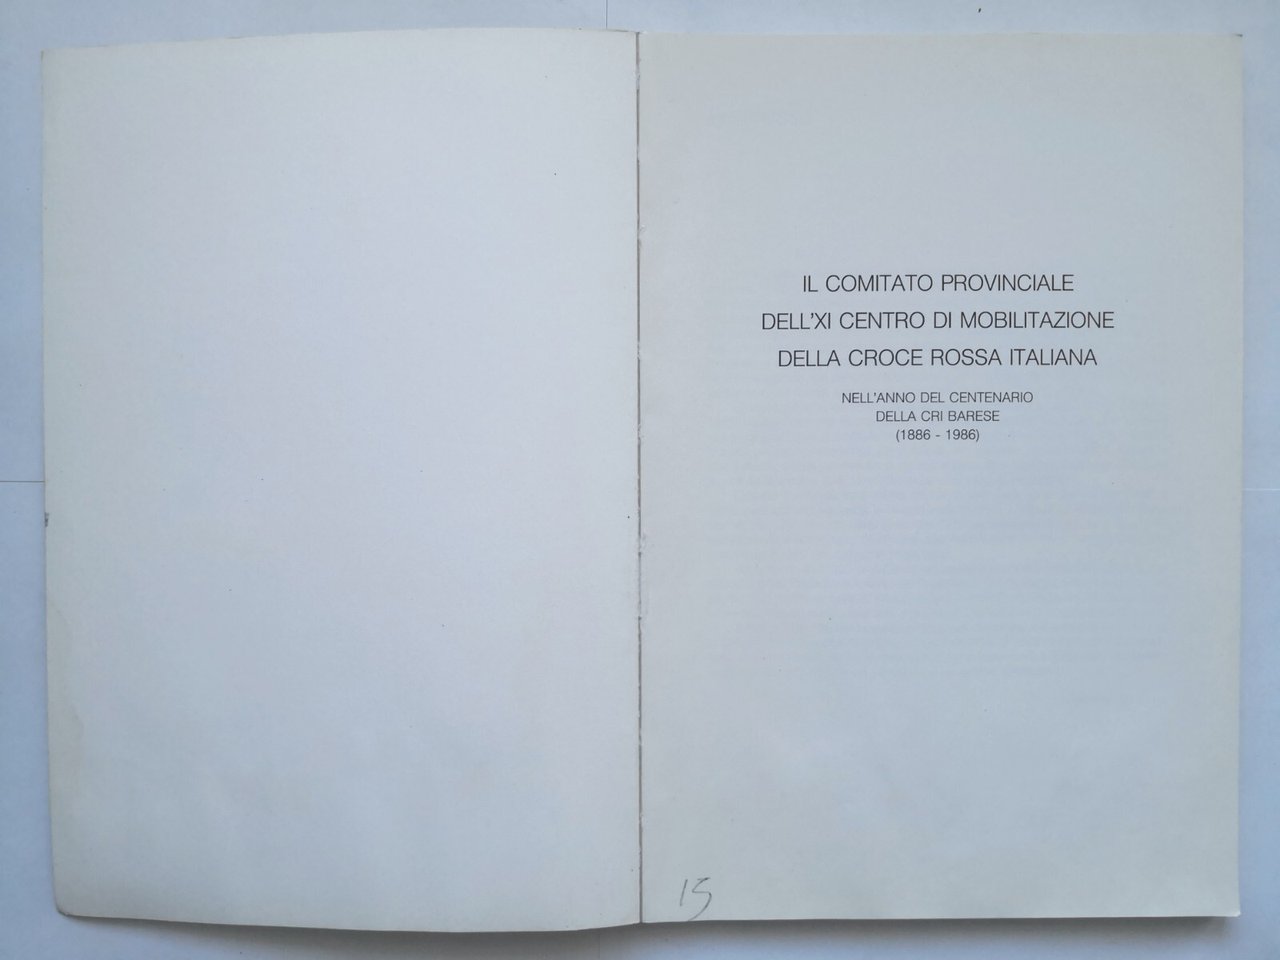 IL COMITATO PROVINCIALE
DELL'XI CENTRO DI MOBILITAZIONE
DELLA CROCE ROSSA ITALIANA
NELL'ANNO DEL CENTENARIO
DELLA CRI BARESE
(1886 - 1986)
15